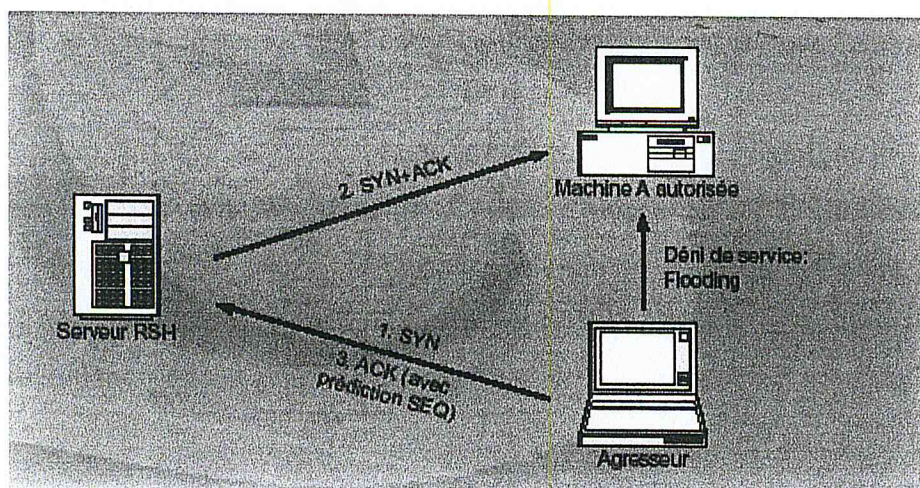 Machine A autorisée
2. SYN+ACK
Déni de service:
Flooding
Serveur RSH
1. SYN
3. ACK (avec
prédiction SEQ)
Agresseur